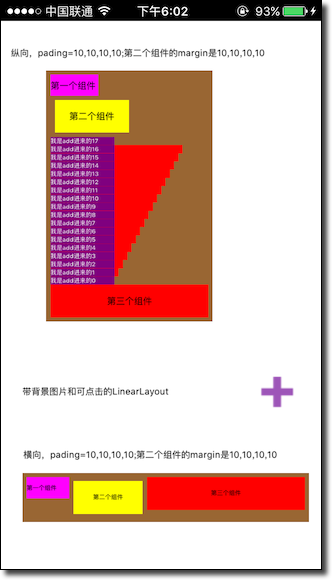 中国联通 下午6:02 93%
纵向，pading=10,10,10,10;第二个组件的margin是10,10,10,10
第一个组件
第二个组件
我是add进来的17
我是add进来的16
我是add进来的15
我是add进来的14
我是add进来的13
我是add进来的12
我是add进来的11
我是add进来的10
我是add进来的9
我是add进来的8
我是add进来的7
我是add进来的6
我是add进来的5
我是add进来的4
我是add进来的3
我是add进来的2
我是add进来的1
我是add进来的0
第三个组件
带背景图片和可点击的LinearLayout
横向，pading=10,10,10,10;第二个组件的margin是10,10,10,10
第一个组件
第二个组件
第三个组件